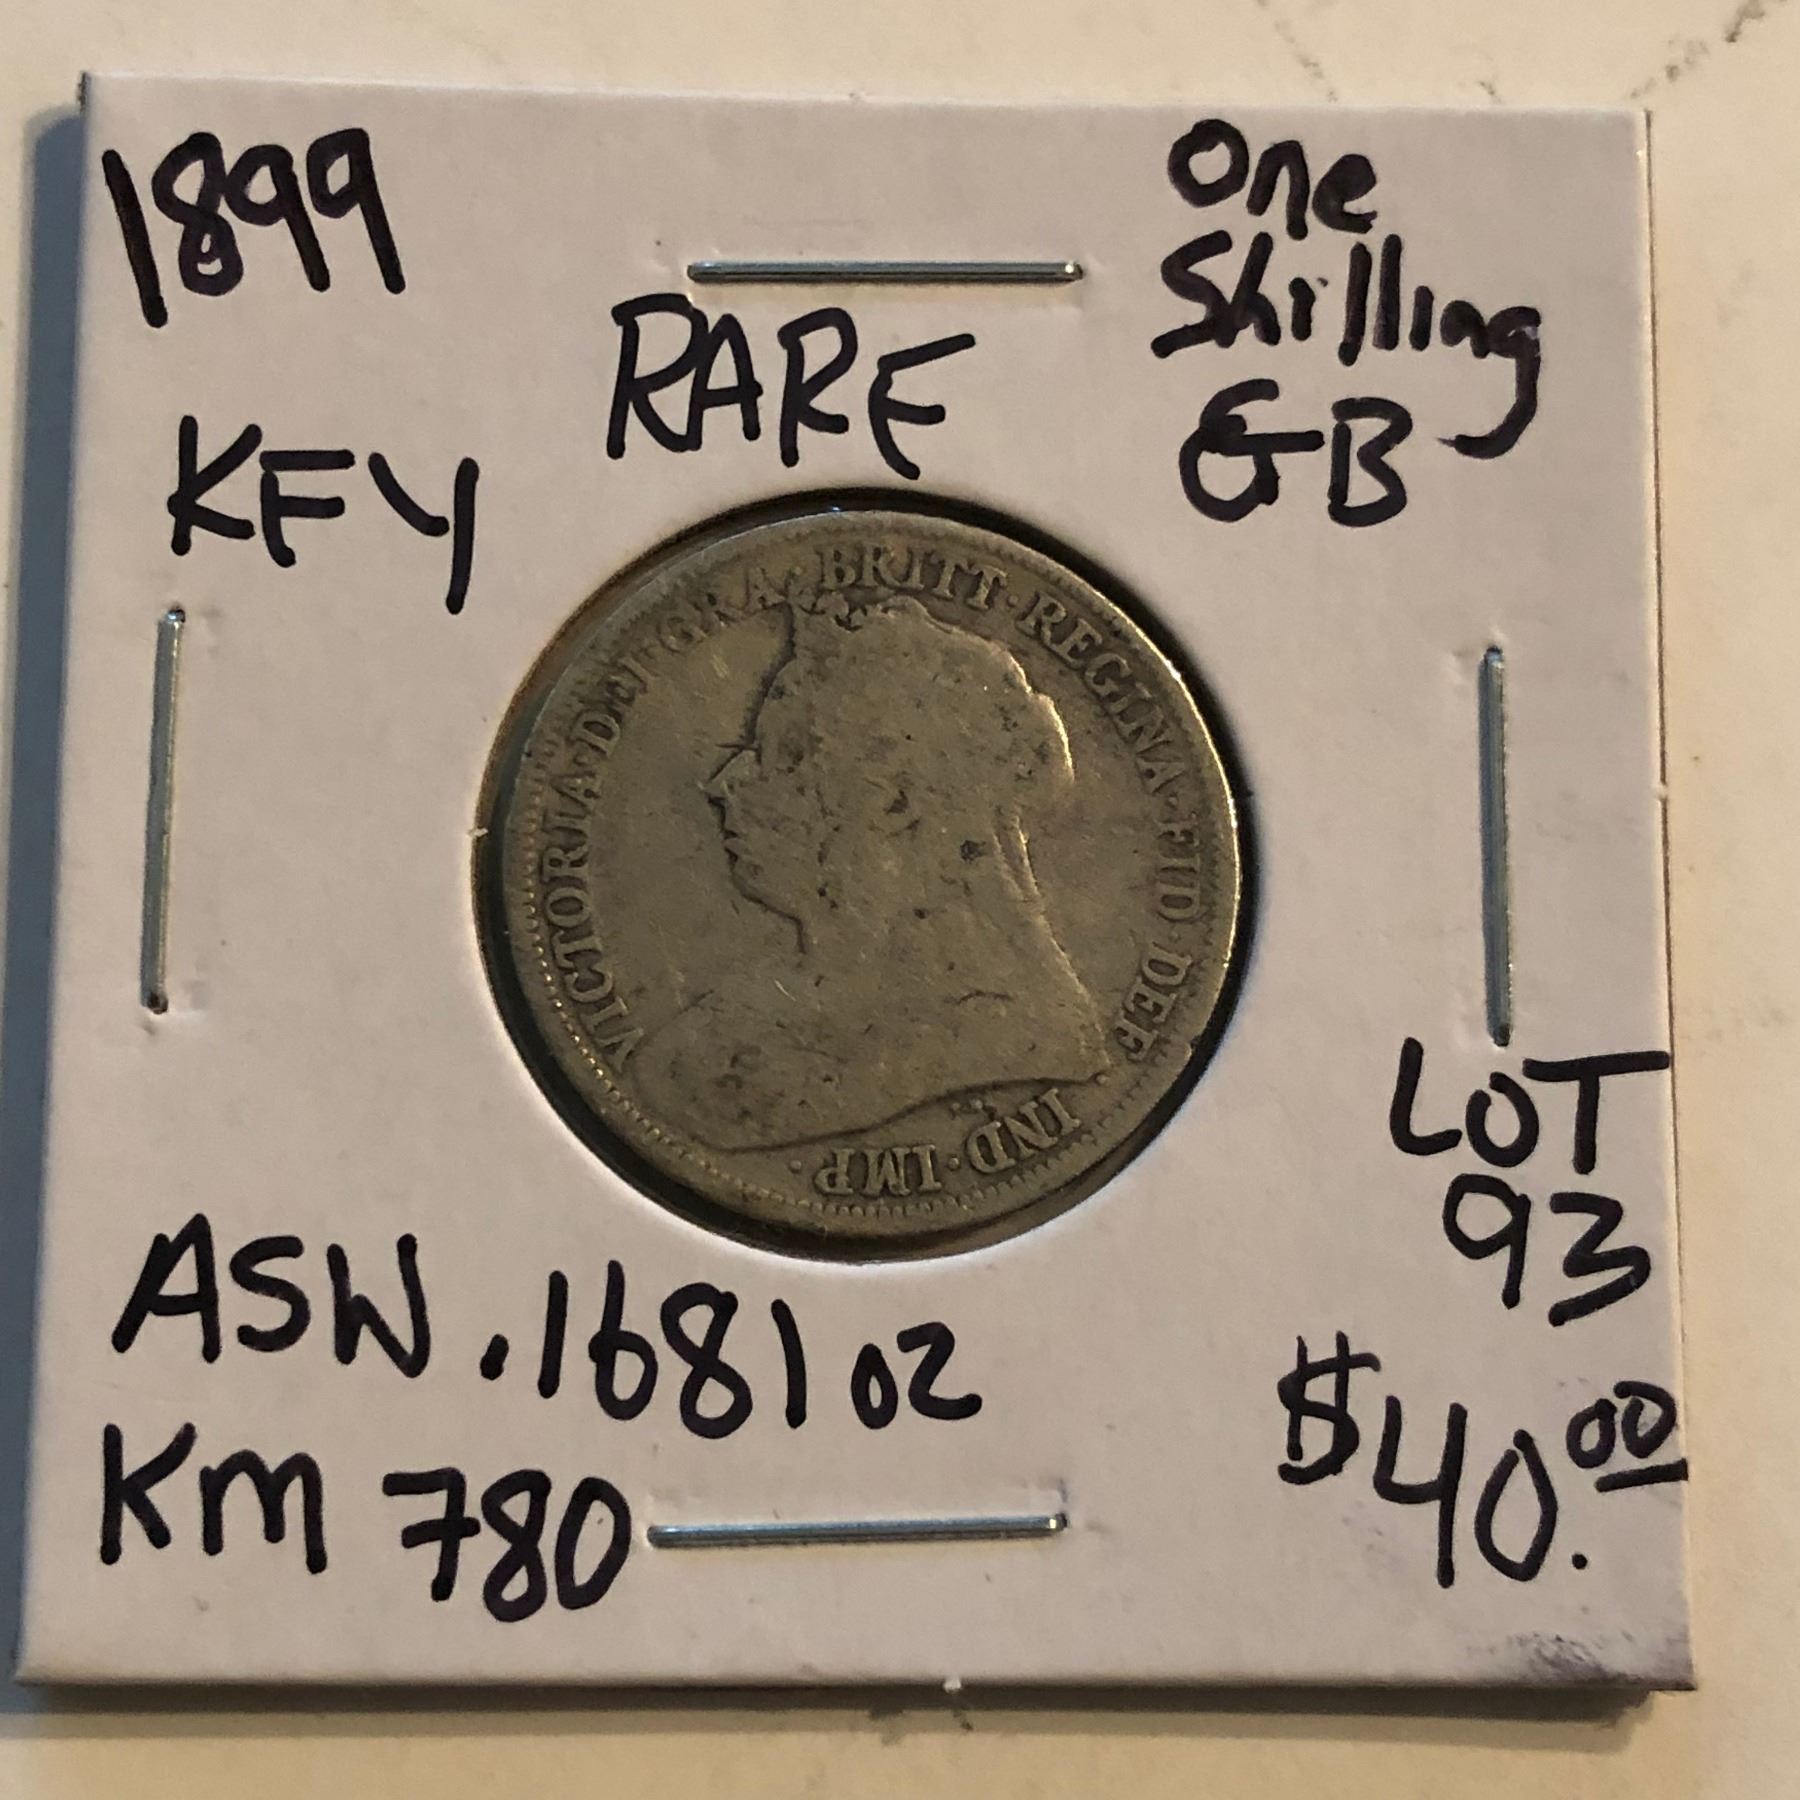 1899
KEY
RARE
One
Shilling
GB
VICTORIA·DEI·GRA·BRITT·REGINA·FID·DEF·
IND·IMP·
LOT
93
$40.00
ASW .1681 oz
Km 780